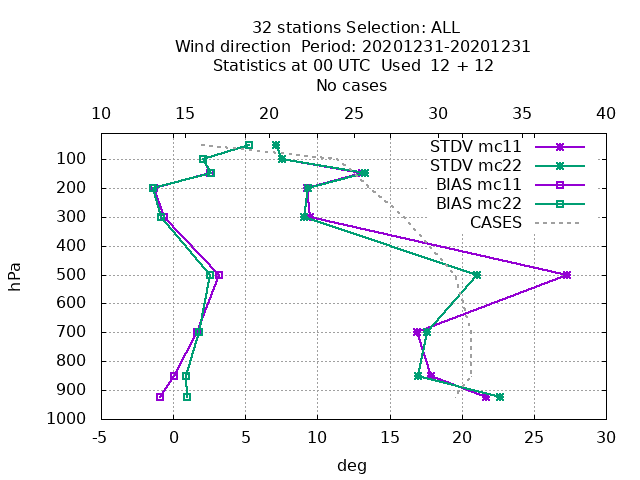 32 stations Selection: ALL
Wind direction  Period: 20201231-20201231
Statistics at 00 UTC  Used  12 + 12
No cases
10 15 20 25 30 35 40
STDV mc11
STDV mc22
BIAS mc11
BIAS mc22
CASES
hPa
100
200
300
400
500
600
700
800
900
1000
-5 0 5 10 15 20 25 30
deg